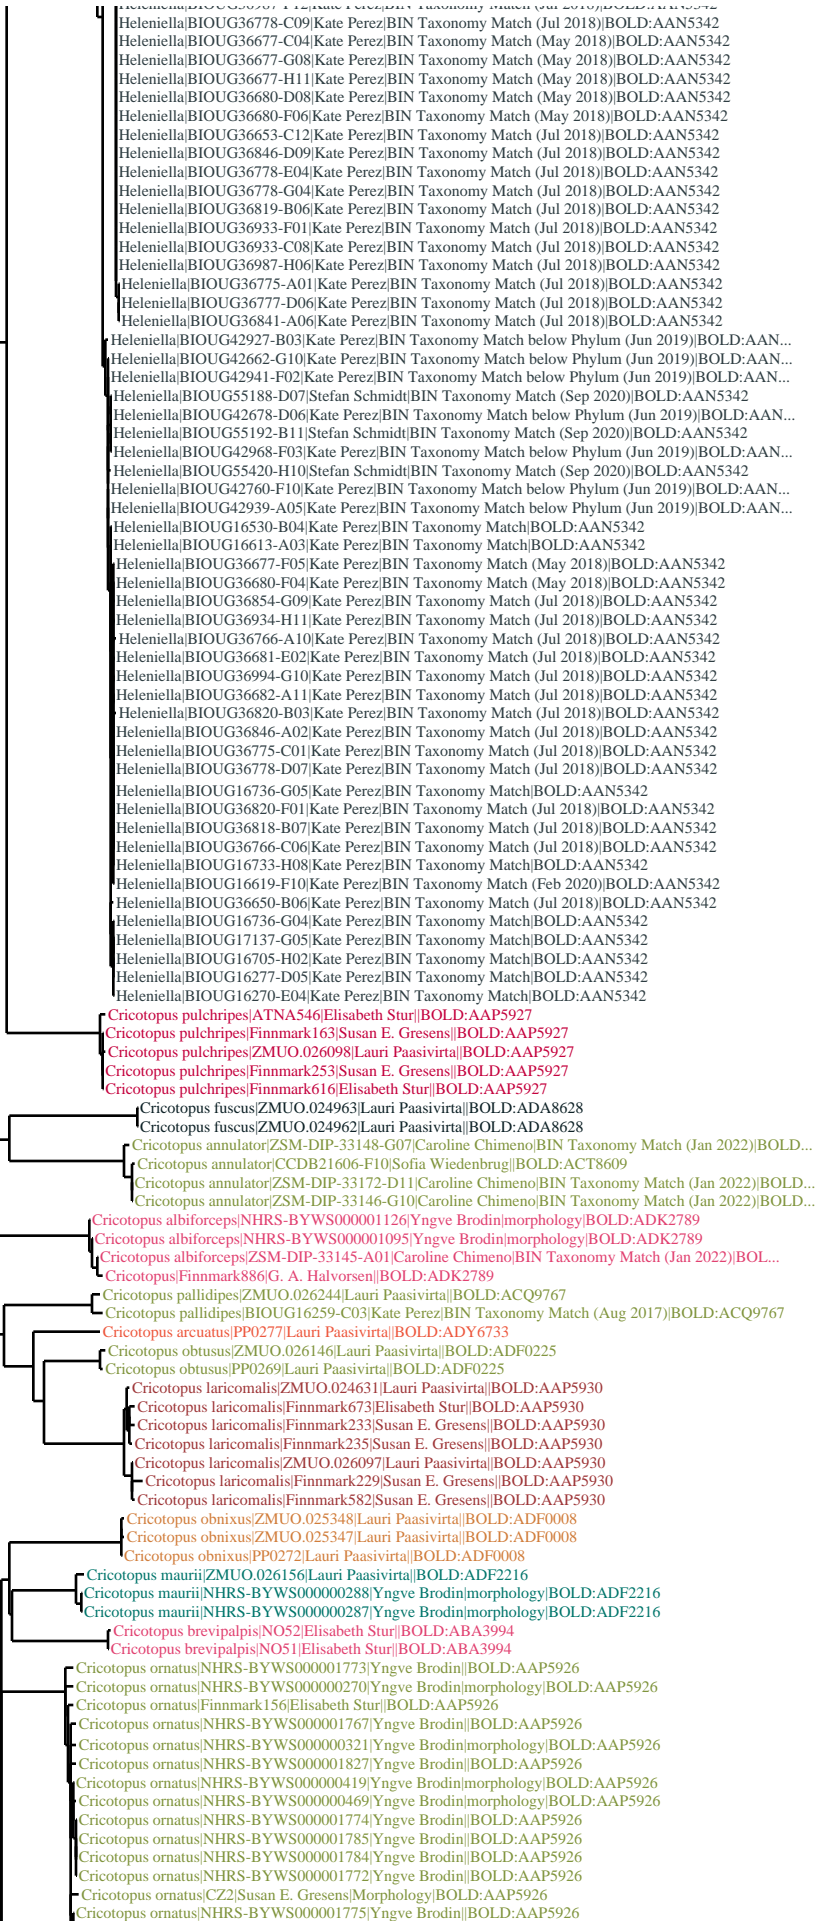 Heleniella|BIOUG36778-C09|Kate Perez|BIN Taxonomy Match (Jul 2018)|BOLD:AAN5342
Heleniella|BIOUG36677-C04|Kate Perez|BIN Taxonomy Match (May 2018)|BOLD:AAN5342
Heleniella|BIOUG36677-G08|Kate Perez|BIN Taxonomy Match (May 2018)|BOLD:AAN5342
Heleniella|BIOUG36677-H11|Kate Perez|BIN Taxonomy Match (May 2018)|BOLD:AAN5342
Heleniella|BIOUG36680-D08|Kate Perez|BIN Taxonomy Match (May 2018)|BOLD:AAN5342
Heleniella|BIOUG36680-F06|Kate Perez|BIN Taxonomy Match (May 2018)|BOLD:AAN5342
Heleniella|BIOUG36653-C12|Kate Perez|BIN Taxonomy Match (Jul 2018)|BOLD:AAN5342
Heleniella|BIOUG36846-D09|Kate Perez|BIN Taxonomy Match (Jul 2018)|BOLD:AAN5342
Heleniella|BIOUG36778-E04|Kate Perez|BIN Taxonomy Match (Jul 2018)|BOLD:AAN5342
Heleniella|BIOUG36778-G04|Kate Perez|BIN Taxonomy Match (Jul 2018)|BOLD:AAN5342
Heleniella|BIOUG36819-B06|Kate Perez|BIN Taxonomy Match (Jul 2018)|BOLD:AAN5342
Heleniella|BIOUG36933-F01|Kate Perez|BIN Taxonomy Match (Jul 2018)|BOLD:AAN5342
Heleniella|BIOUG36933-C08|Kate Perez|BIN Taxonomy Match (Jul 2018)|BOLD:AAN5342
Heleniella|BIOUG36987-H06|Kate Perez|BIN Taxonomy Match (Jul 2018)|BOLD:AAN5342
Heleniella|BIOUG36775-A01|Kate Perez|BIN Taxonomy Match (Jul 2018)|BOLD:AAN5342
Heleniella|BIOUG36777-D06|Kate Perez|BIN Taxonomy Match (Jul 2018)|BOLD:AAN5342
Heleniella|BIOUG36841-A06|Kate Perez|BIN Taxonomy Match (Jul 2018)|BOLD:AAN5342
Heleniella|BIOUG42927-B03|Kate Perez|BIN Taxonomy Match below Phylum (Jun 2019)|BOLD:AAN...
Heleniella|BIOUG42662-G10|Kate Perez|BIN Taxonomy Match below Phylum (Jun 2019)|BOLD:AAN...
Heleniella|BIOUG42941-F02|Kate Perez|BIN Taxonomy Match below Phylum (Jun 2019)|BOLD:AAN...
Heleniella|BIOUG55188-D07|Stefan Schmidt|BIN Taxonomy Match (Sep 2020)|BOLD:AAN5342
Heleniella|BIOUG42678-D06|Kate Perez|BIN Taxonomy Match below Phylum (Jun 2019)|BOLD:AAN...
Heleniella|BIOUG55192-B11|Stefan Schmidt|BIN Taxonomy Match (Sep 2020)|BOLD:AAN5342
Heleniella|BIOUG42968-F03|Kate Perez|BIN Taxonomy Match below Phylum (Jun 2019)|BOLD:AAN...
Heleniella|BIOUG55420-H10|Stefan Schmidt|BIN Taxonomy Match (Sep 2020)|BOLD:AAN5342
Heleniella|BIOUG42760-F10|Kate Perez|BIN Taxonomy Match below Phylum (Jun 2019)|BOLD:AAN...
Heleniella|BIOUG42939-A05|Kate Perez|BIN Taxonomy Match below Phylum (Jun 2019)|BOLD:AAN...
Heleniella|BIOUG16530-B04|Kate Perez|BIN Taxonomy Match|BOLD:AAN5342
Heleniella|BIOUG16613-A03|Kate Perez|BIN Taxonomy Match|BOLD:AAN5342
Heleniella|BIOUG36677-F05|Kate Perez|BIN Taxonomy Match (May 2018)|BOLD:AAN5342
Heleniella|BIOUG36680-F04|Kate Perez|BIN Taxonomy Match (May 2018)|BOLD:AAN5342
Heleniella|BIOUG36854-G09|Kate Perez|BIN Taxonomy Match (Jul 2018)|BOLD:AAN5342
Heleniella|BIOUG36934-H11|Kate Perez|BIN Taxonomy Match (Jul 2018)|BOLD:AAN5342
Heleniella|BIOUG36766-A10|Kate Perez|BIN Taxonomy Match (Jul 2018)|BOLD:AAN5342
Heleniella|BIOUG36681-E02|Kate Perez|BIN Taxonomy Match (Jul 2018)|BOLD:AAN5342
Heleniella|BIOUG36994-G10|Kate Perez|BIN Taxonomy Match (Jul 2018)|BOLD:AAN5342
Heleniella|BIOUG36682-A11|Kate Perez|BIN Taxonomy Match (Jul 2018)|BOLD:AAN5342
Heleniella|BIOUG36820-B03|Kate Perez|BIN Taxonomy Match (Jul 2018)|BOLD:AAN5342
Heleniella|BIOUG36846-A02|Kate Perez|BIN Taxonomy Match (Jul 2018)|BOLD:AAN5342
Heleniella|BIOUG36775-C01|Kate Perez|BIN Taxonomy Match (Jul 2018)|BOLD:AAN5342
Heleniella|BIOUG36778-D07|Kate Perez|BIN Taxonomy Match (Jul 2018)|BOLD:AAN5342
Heleniella|BIOUG16736-G05|Kate Perez|BIN Taxonomy Match|BOLD:AAN5342
Heleniella|BIOUG36820-F01|Kate Perez|BIN Taxonomy Match (Jul 2018)|BOLD:AAN5342
Heleniella|BIOUG36818-B07|Kate Perez|BIN Taxonomy Match (Jul 2018)|BOLD:AAN5342
Heleniella|BIOUG36766-C06|Kate Perez|BIN Taxonomy Match (Jul 2018)|BOLD:AAN5342
Heleniella|BIOUG16733-H08|Kate Perez|BIN Taxonomy Match|BOLD:AAN5342
Heleniella|BIOUG16619-F10|Kate Perez|BIN Taxonomy Match (Feb 2020)|BOLD:AAN5342
Heleniella|BIOUG36650-B06|Kate Perez|BIN Taxonomy Match (Jul 2018)|BOLD:AAN5342
Heleniella|BIOUG16736-G04|Kate Perez|BIN Taxonomy Match|BOLD:AAN5342
Heleniella|BIOUG17137-G05|Kate Perez|BIN Taxonomy Match|BOLD:AAN5342
Heleniella|BIOUG16705-H02|Kate Perez|BIN Taxonomy Match|BOLD:AAN5342
Heleniella|BIOUG16277-D05|Kate Perez|BIN Taxonomy Match|BOLD:AAN5342
Heleniella|BIOUG16270-E04|Kate Perez|BIN Taxonomy Match|BOLD:AAN5342
Cricotopus pulchripes|ATNA546|Elisabeth Stur||BOLD:AAP5927
Cricotopus pulchripes|Finnmark163|Susan E. Gresens||BOLD:AAP5927
Cricotopus pulchripes|ZMUO.026098|Lauri Paasivirta||BOLD:AAP5927
Cricotopus pulchripes|Finnmark253|Susan E. Gresens||BOLD:AAP5927
Cricotopus pulchripes|Finnmark616|Elisabeth Stur||BOLD:AAP5927
Cricotopus fuscus|ZMUO.024963|Lauri Paasivirta||BOLD:ADA8628
Cricotopus fuscus|ZMUO.024962|Lauri Paasivirta||BOLD:ADA8628
Cricotopus annulator|ZSM-DIP-33148-G07|Caroline Chimeno|BIN Taxonomy Match (Jan 2022)|BOLD...
Cricotopus annulator|CCDB21606-F10|Sofia Wiedenbrug||BOLD:ACT8609
Cricotopus annulator|ZSM-DIP-33172-D11|Caroline Chimeno|BIN Taxonomy Match (Jan 2022)|BOLD...
Cricotopus annulator|ZSM-DIP-33146-G10|Caroline Chimeno|BIN Taxonomy Match (Jan 2022)|BOLD...
Cricotopus albiforceps|NHRS-BYWS000001126|Yngve Brodin|morphology|BOLD:ADK2789
Cricotopus albiforceps|NHRS-BYWS000001095|Yngve Brodin|morphology|BOLD:ADK2789
Cricotopus albiforceps|ZSM-DIP-33145-A01|Caroline Chimeno|BIN Taxonomy Match (Jan 2022)|BOL...
Cricotopus|Finnmark886|G. A. Halvorsen||BOLD:ADK2789
Cricotopus pallidipes|ZMUO.026244|Lauri Paasivirta||BOLD:ACQ9767
Cricotopus pallidipes|BIOUG16259-C03|Kate Perez|BIN Taxonomy Match (Aug 2017)|BOLD:ACQ9767
Cricotopus arcuatus|PP0277|Lauri Paasivirta||BOLD:ADY6733
Cricotopus obtusus|ZMUO.026146|Lauri Paasivirta||BOLD:ADF0225
Cricotopus obtusus|PP0269|Lauri Paasivirta||BOLD:ADF0225
Cricotopus laricomalis|ZMUO.024631|Lauri Paasivirta||BOLD:AAP5930
Cricotopus laricomalis|Finnmark673|Elisabeth Stur||BOLD:AAP5930
Cricotopus laricomalis|Finnmark233|Susan E. Gresens||BOLD:AAP5930
Cricotopus laricomalis|Finnmark235|Susan E. Gresens||BOLD:AAP5930
Cricotopus laricomalis|ZMUO.026097|Lauri Paasivirta||BOLD:AAP5930
Cricotopus laricomalis|Finnmark229|Susan E. Gresens||BOLD:AAP5930
Cricotopus laricomalis|Finnmark582|Susan E. Gresens||BOLD:AAP5930
Cricotopus obnixus|ZMUO.025348|Lauri Paasivirta||BOLD:ADF0008
Cricotopus obnixus|ZMUO.025347|Lauri Paasivirta||BOLD:ADF0008
Cricotopus obnixus|PP0272|Lauri Paasivirta||BOLD:ADF0008
Cricotopus maurii|ZMUO.026156|Lauri Paasivirta||BOLD:ADF2216
Cricotopus maurii|NHRS-BYWS000000288|Yngve Brodin|morphology|BOLD:ADF2216
Cricotopus maurii|NHRS-BYWS000000287|Yngve Brodin|morphology|BOLD:ADF2216
Cricotopus brevipalpis|NO52|Elisabeth Stur||BOLD:ABA3994
Cricotopus brevipalpis|NO51|Elisabeth Stur||BOLD:ABA3994
Cricotopus ornatus|NHRS-BYWS000001773|Yngve Brodin||BOLD:AAP5926
Cricotopus ornatus|NHRS-BYWS000000270|Yngve Brodin|morphology|BOLD:AAP5926
Cricotopus ornatus|Finnmark156|Elisabeth Stur||BOLD:AAP5926
Cricotopus ornatus|NHRS-BYWS000001767|Yngve Brodin||BOLD:AAP5926
Cricotopus ornatus|NHRS-BYWS000000321|Yngve Brodin|morphology|BOLD:AAP5926
Cricotopus ornatus|NHRS-BYWS000001827|Yngve Brodin||BOLD:AAP5926
Cricotopus ornatus|NHRS-BYWS000000419|Yngve Brodin|morphology|BOLD:AAP5926
Cricotopus ornatus|NHRS-BYWS000000469|Yngve Brodin|morphology|BOLD:AAP5926
Cricotopus ornatus|NHRS-BYWS000001774|Yngve Brodin||BOLD:AAP5926
Cricotopus ornatus|NHRS-BYWS000001785|Yngve Brodin||BOLD:AAP5926
Cricotopus ornatus|NHRS-BYWS000001784|Yngve Brodin||BOLD:AAP5926
Cricotopus ornatus|NHRS-BYWS000001772|Yngve Brodin||BOLD:AAP5926
Cricotopus ornatus|CZ2|Susan E. Gresens|Morphology|BOLD:AAP5926
Cricotopus ornatus|NHRS-BYWS000001775|Yngve Brodin||BOLD:AAP5926